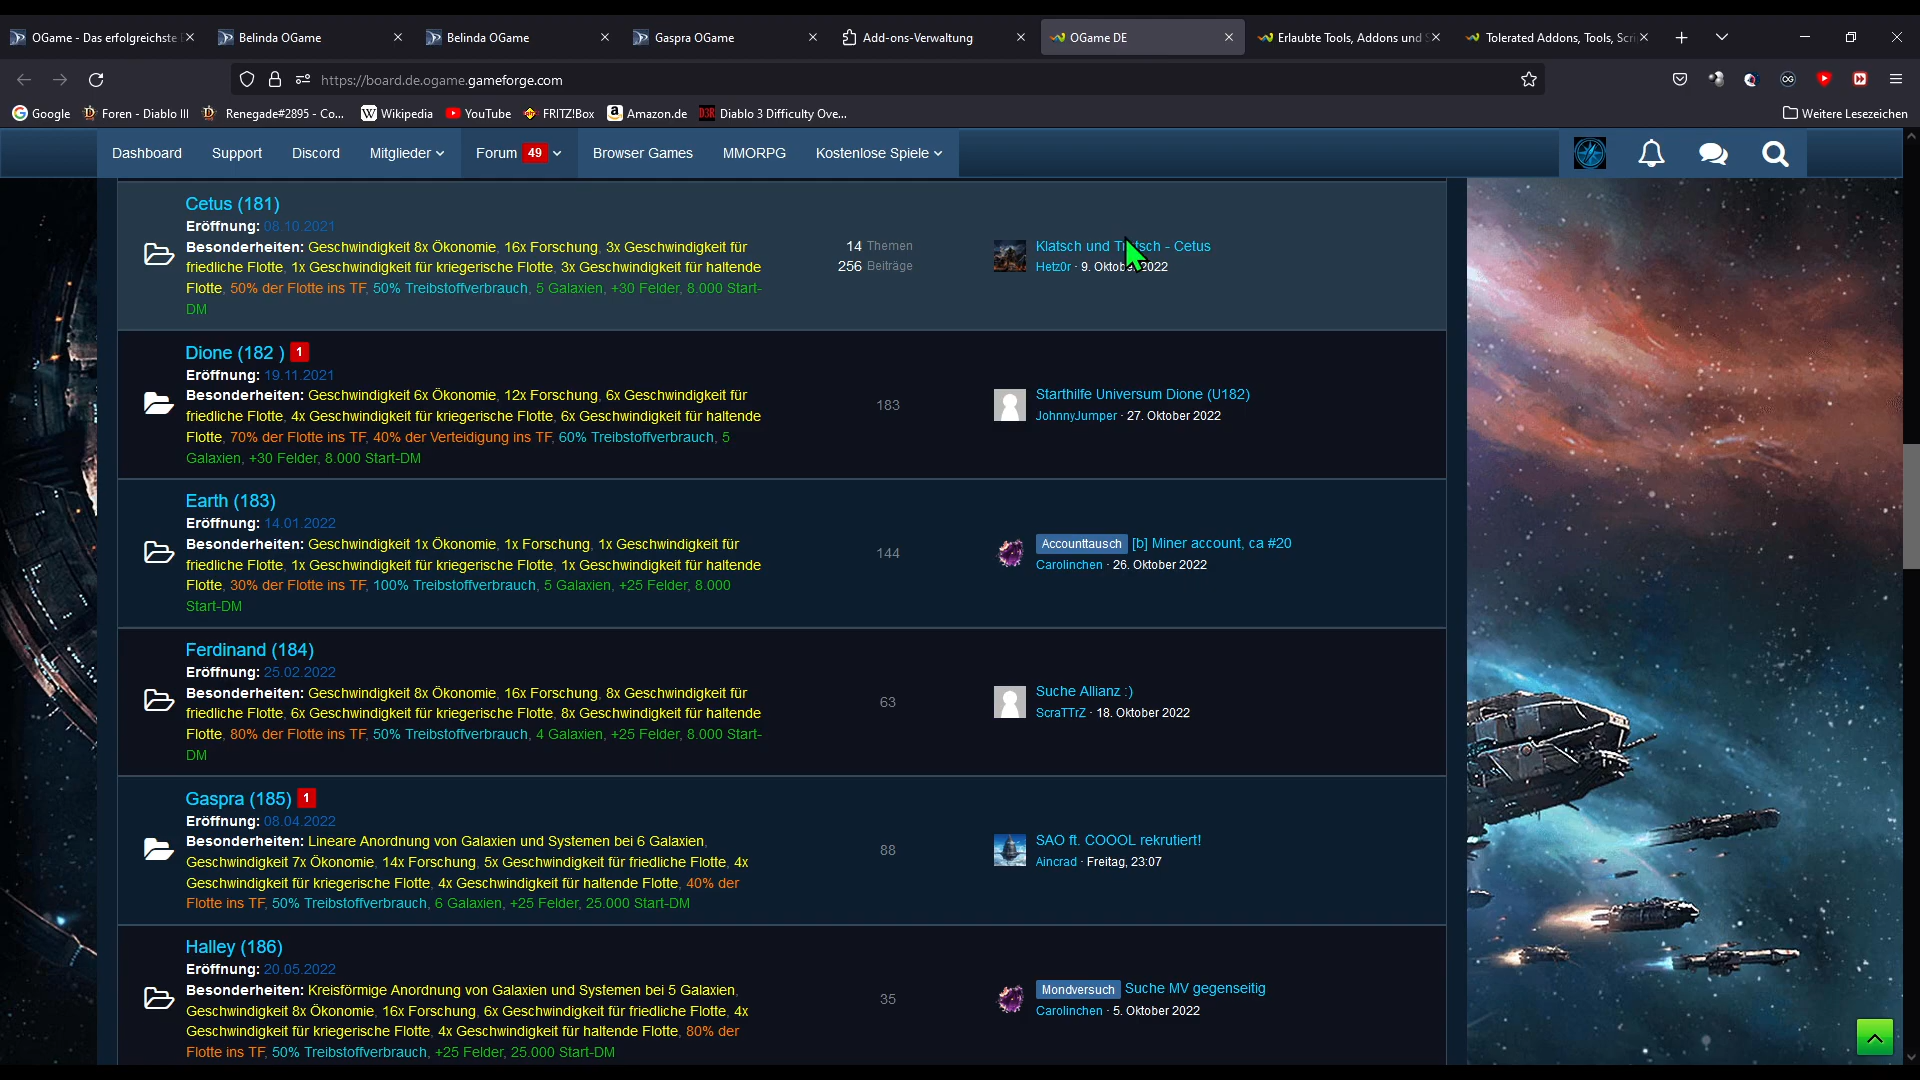 OGame - Das erfolgreichste
Belinda OGame
Belinda OGame
Gaspra OGame
Add-ons-Verwaltung
OGame DE
Erlaubte Tools, Addons und
Tolerated Addons, Tools, Scri
https://board.de.ogame.gameforge.com
Google
Foren - Diablo III
Renegade#2895 - Co...
Wikipedia
YouTube
FRITZ!Box
Amazon.de
Diablo 3 Difficulty Ove...
Weitere Lesezeichen
Dashboard
Support
Discord
Mitglieder
Forum 49
Browser Games
MMORPG
Kostenlose Spiele
Cetus (181)
Eröffnung: 08.10.2021
Besonderheiten: Geschwindigkeit 8x Ökonomie, 16x Forschung, 3x Geschwindigkeit für
friedliche Flotte, 1x Geschwindigkeit für kriegerische Flotte, 3x Geschwindigkeit für haltende
Flotte, 50% der Flotte ins TF, 50% Treibstoffverbrauch, 5 Galaxien, +30 Felder, 8.000 Start-
DM
14 Themen
256 Beiträge
Klatsch und - Cetus
Hetz0r · 9. Oktober 2022
Dione (182 ) 1
Eröffnung: 19.11.2021
Besonderheiten: Geschwindigkeit 6x Ökonomie, 12x Forschung, 6x Geschwindigkeit für
friedliche Flotte, 4x Geschwindigkeit für kriegerische Flotte, 6x Geschwindigkeit für haltende
Flotte, 70% der Flotte ins TF, 40% der Verteidigung ins TF, 60% Treibstoffverbrauch, 5
Galaxien, +30 Felder, 8.000 Start-DM
183
Starthilfe Universum Dione (U182)
JohnnyJumper · 27. Oktober 2022
Earth (183)
Eröffnung: 14.01.2022
Besonderheiten: Geschwindigkeit 1x Ökonomie, 1x Forschung, 1x Geschwindigkeit für
friedliche Flotte, 1x Geschwindigkeit für kriegerische Flotte, 1x Geschwindigkeit für haltende
Flotte, 30% der Flotte ins TF, 100% Treibstoffverbrauch, 5 Galaxien, +25 Felder, 8.000
Start-DM
144
Accounttausch [b] Miner account, ca #20
Carolinchen · 26. Oktober 2022
Ferdinand (184)
Eröffnung: 25.02.2022
Besonderheiten: Geschwindigkeit 8x Ökonomie, 16x Forschung, 8x Geschwindigkeit für
friedliche Flotte, 6x Geschwindigkeit für kriegerische Flotte, 8x Geschwindigkeit für haltende
Flotte, 80% der Flotte ins TF, 50% Treibstoffverbrauch, 4 Galaxien, +25 Felder, 8.000 Start-
DM
63
Suche Allianz :)
ScraTTrZ · 18. Oktober 2022
Gaspra (185) 1
Eröffnung: 08.04.2022
Besonderheiten: Lineare Anordnung von Galaxien und Systemen bei 6 Galaxien,
Geschwindigkeit 7x Ökonomie, 14x Forschung, 5x Geschwindigkeit für friedliche Flotte, 4x
Geschwindigkeit für kriegerische Flotte, 4x Geschwindigkeit für haltende Flotte, 40% der
Flotte ins TF, 50% Treibstoffverbrauch, 6 Galaxien, +25 Felder, 25.000 Start-DM
88
SAO ft. COOOL rekrutiert!
Aincrad · Freitag, 23:07
Halley (186)
Eröffnung: 20.05.2022
Besonderheiten: Kreisförmige Anordnung von Galaxien und Systemen bei 5 Galaxien,
Geschwindigkeit 8x Ökonomie, 16x Forschung, 6x Geschwindigkeit für friedliche Flotte, 4x
Geschwindigkeit für kriegerische Flotte, 4x Geschwindigkeit für haltende Flotte, 80% der
Flotte ins TF, 50% Treibstoffverbrauch, +25 Felder, 25.000 Start-DM
35
Mondversuch Suche MV gegenseitig
Carolinchen · 5. Oktober 2022